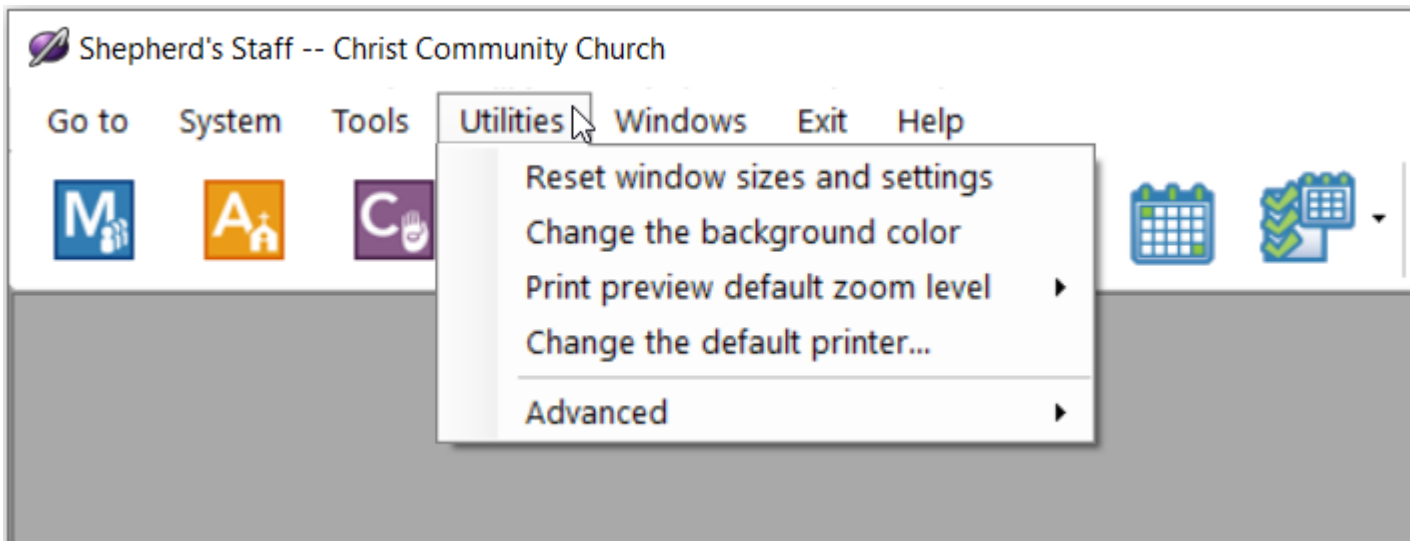 Shepherd's Staff -- Christ Community Church
Go to System Tools Utilities Windows Exit Help
M A C
Reset window sizes and settings
Change the background color
Print preview default zoom level
Change the default printer...
Advanced